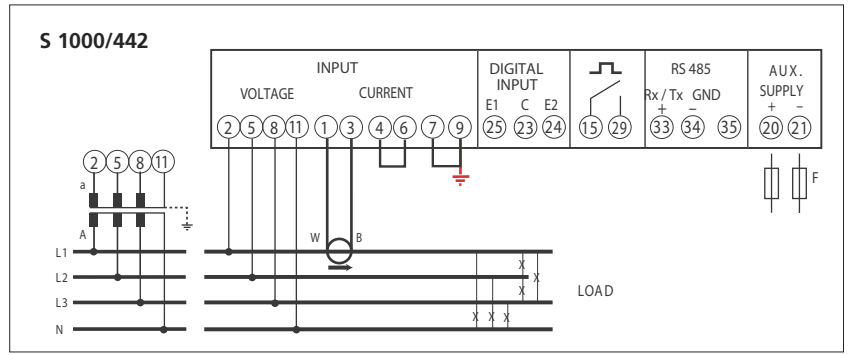 S 1000/442
INPUT
DIGITAL
INPUT
RS 485
AUX.
SUPPLY
VOLTAGE
CURRENT
E1 C E2
Rx / Tx GND
+ −
+ −
2 5 8 11 1 3 4 6 7 9 25 23 24 15 29 33 34 35 20 21
2 5 8 11
a
F
A
W B
L1
L2
L3
N
X
X
X
X X X
LOAD